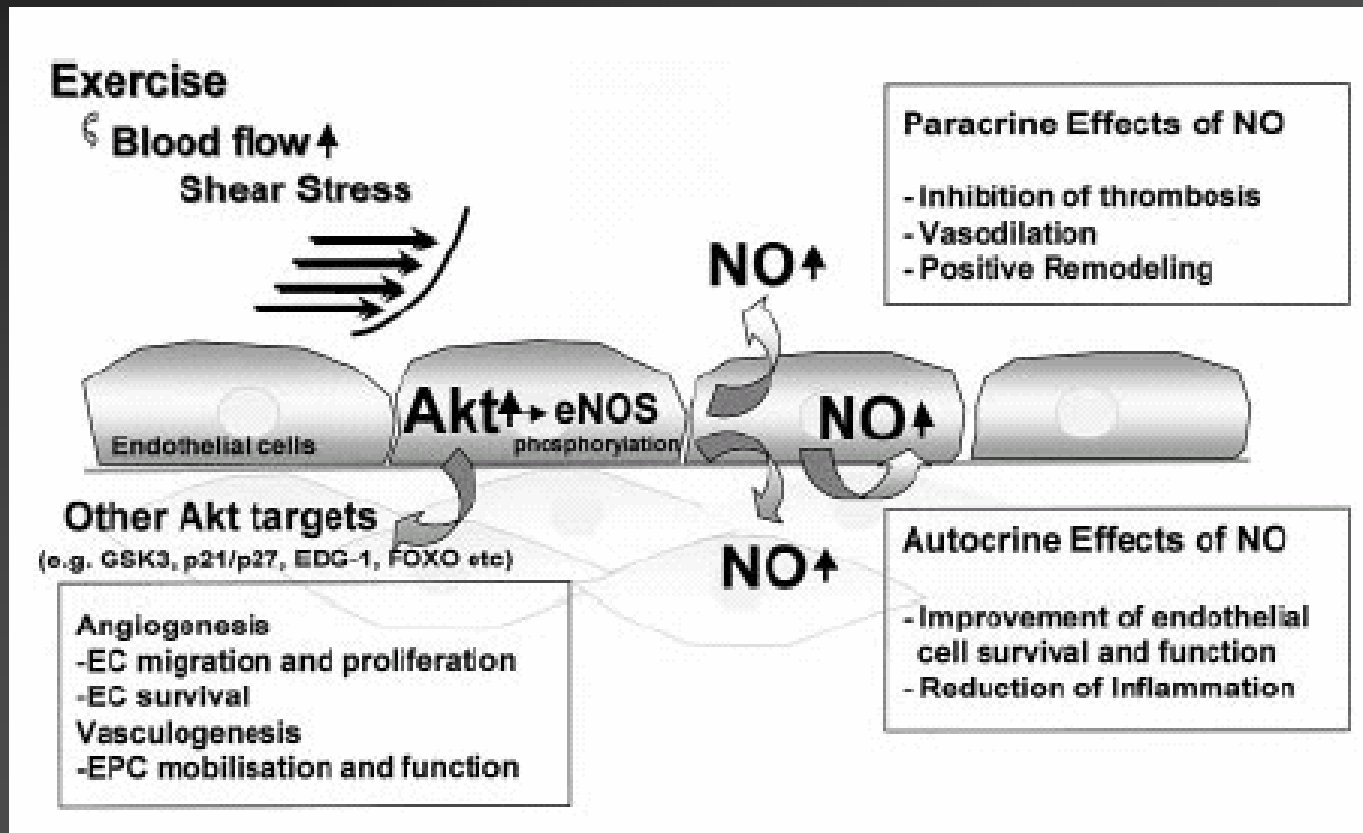 Exercise
Blood flow
Shear Stress
Paracrine Effects of NO
- Inhibition of thrombosis
- Vasodilation
- Positive Remodeling
NO
Akt eNOS
phosphorylation
NO
Endothelial cells
Other Akt targets
(e.g. GSK3, p21/p27, EDG-1, FOXO etc)
NO
Autocrine Effects of NO
- Improvement of endothelial
cell survival and function
- Reduction of Inflammation
Angiogenesis
-EC migration and proliferation
-EC survival
Vasculogenesis
-EPC mobilisation and function